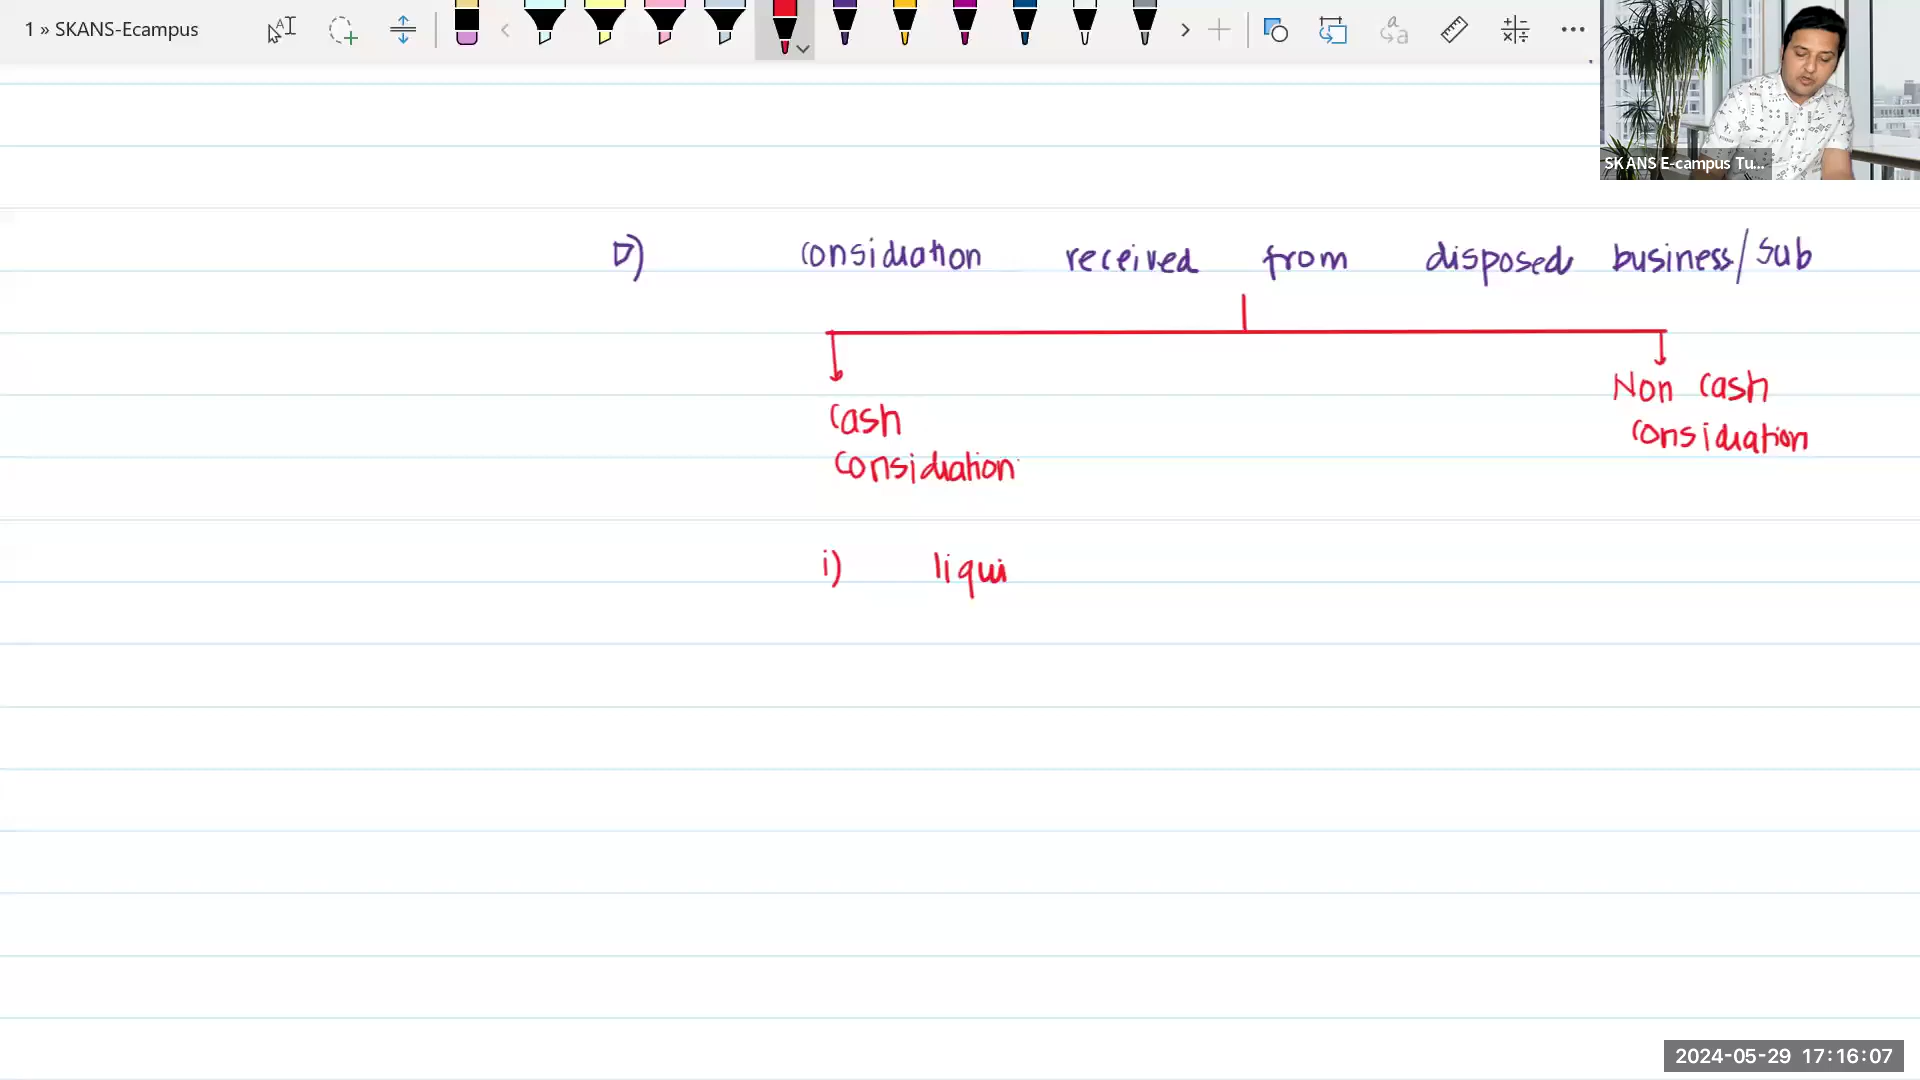 1 » SKANS-Ecampus
SKANS E-campus Tu...
D) Considration received from disposed business/sub
Cash Consideration
Non Cash Consideration
i) liqui
2024-05-29 17:16:07